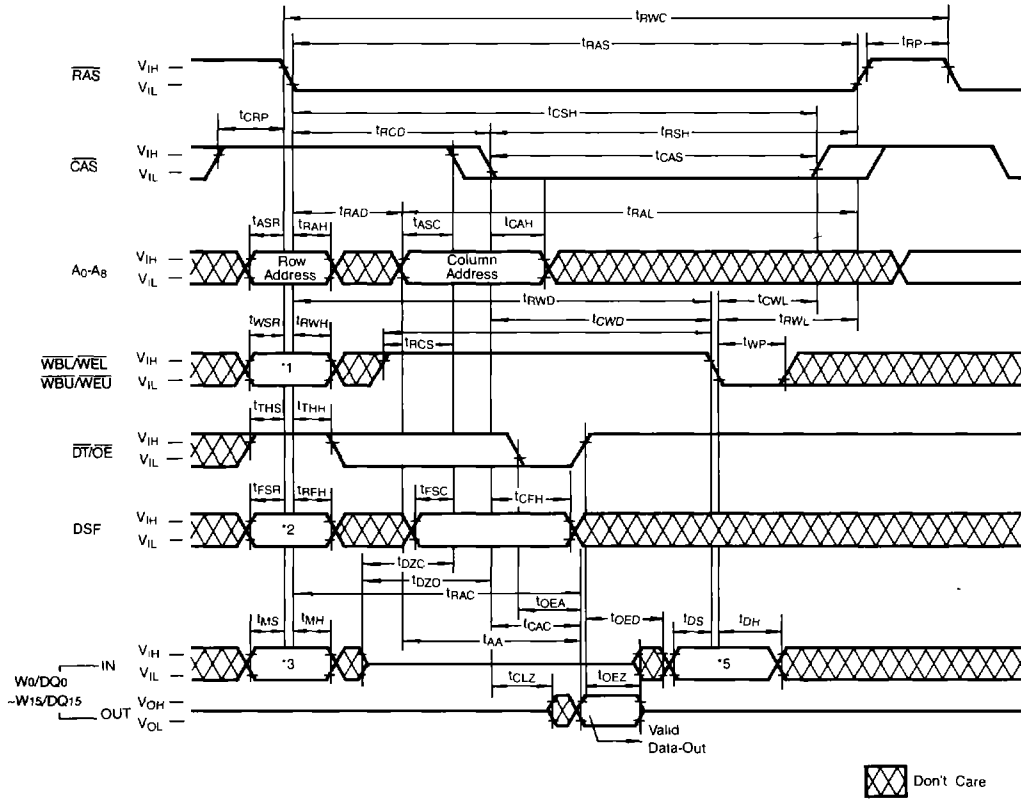 tRWC
tRAS
tRP
RAS
VIH
VIL
tCSH
tCRP
tRCD
tRSH
CAS
VIH
VIL
tCAS
tRAD
tRAL
tASR
tRAH
tASC
tCAH
A0-A8
VIH
VIL
Row Address
Column Address
tRWD
tCWL
tCWD
tRWL
tWSR
tRWH
tRCS
tWP
WBL/WEL
WBU/WEU
VIH
VIL
*1
tTHS
tTHH
DT/OE
VIH
VIL
tFSR
tRFH
tFSC
tCFH
DSF
VIH
VIL
*2
tDZC
tDZO
tRAC
tOEA
tCAC
tOED
tAA
tMS
tMH
tDS
tDH
IN
VIH
VIL
*3
*5
W0/DQ0
~W15/DQ15
tCLZ
tOEZ
OUT
VOH
VOL
Valid
Data-Out
Don't Care